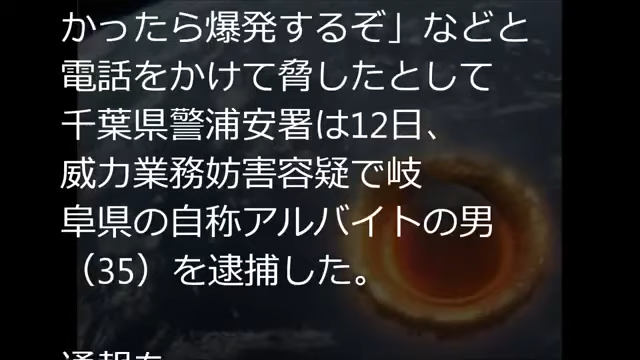 かったら爆発するぞ」などと
電話をかけて脅したとして
千葉県警浦安署は12日、
威力業務妨害容疑で岐
阜県の自称アルバイトの男
（35）を逮捕した。
通報を